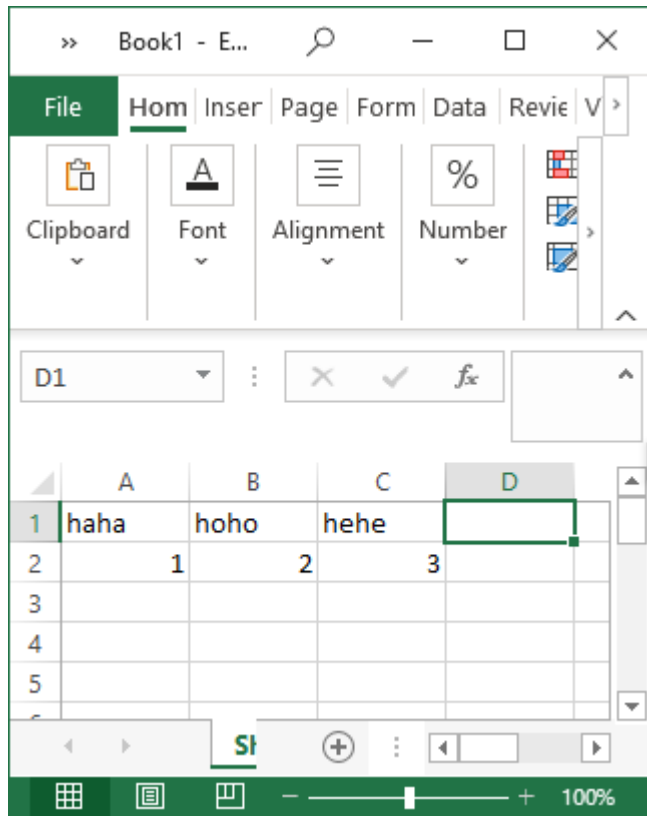 » Book1 - E...
File Hom Inser Page Form Data Revie V >
A % 
Clipboard Font Alignment Number
D1 fx
A B C D
1 haha hoho hehe
2 1 2 3
3
4
5
100%